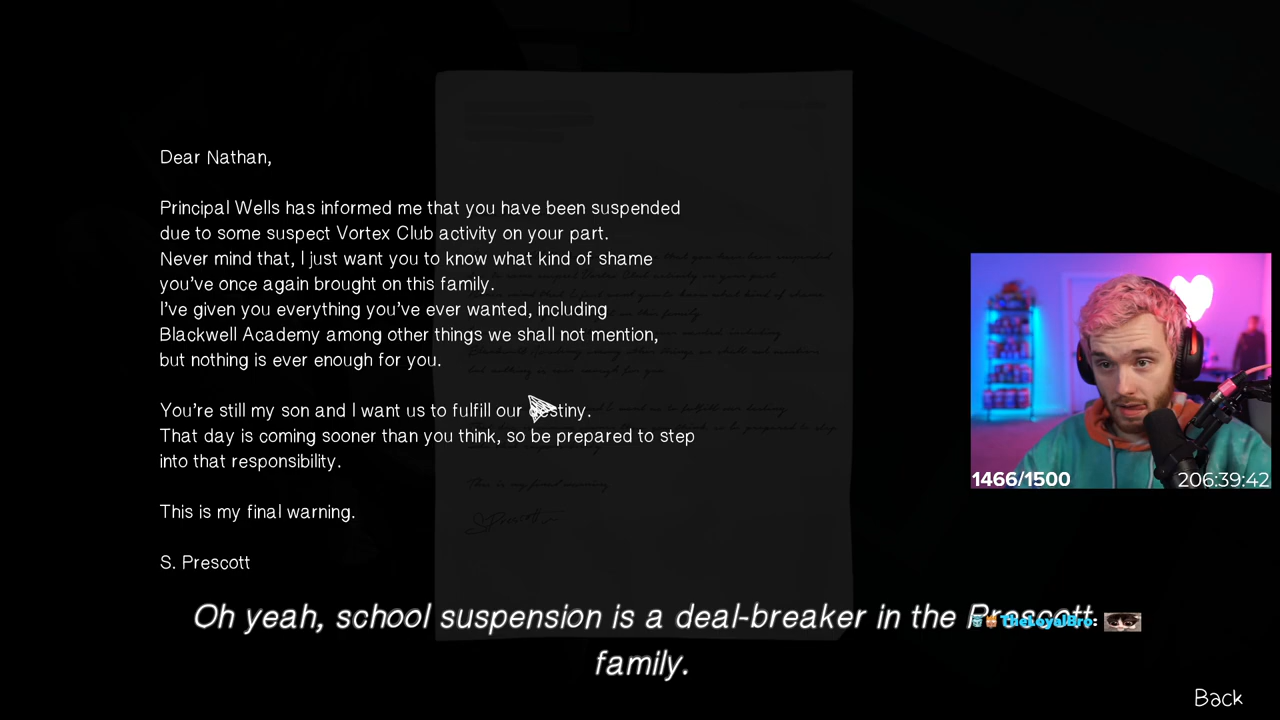 Dear Nathan,
Principal Wells has informed me that you have been suspended
due to some suspect Vortex Club activity on your part.
Never mind that, I just want you to know what kind of shame
you've once again brought on this family.
I've given you everything you've ever wanted, including
Blackwell Academy among other things we shall not mention,
but nothing is ever enough for you.
You're still my son and I want us to fulfill our destiny.
That day is coming sooner than you think, so be prepared to step
into that responsibility.
This is my final warning.
S. Prescott
1466/1500 206:39:42
Oh yeah, school suspension is a deal-breaker in the Prescott
TheLoyalBro:
family.
Back